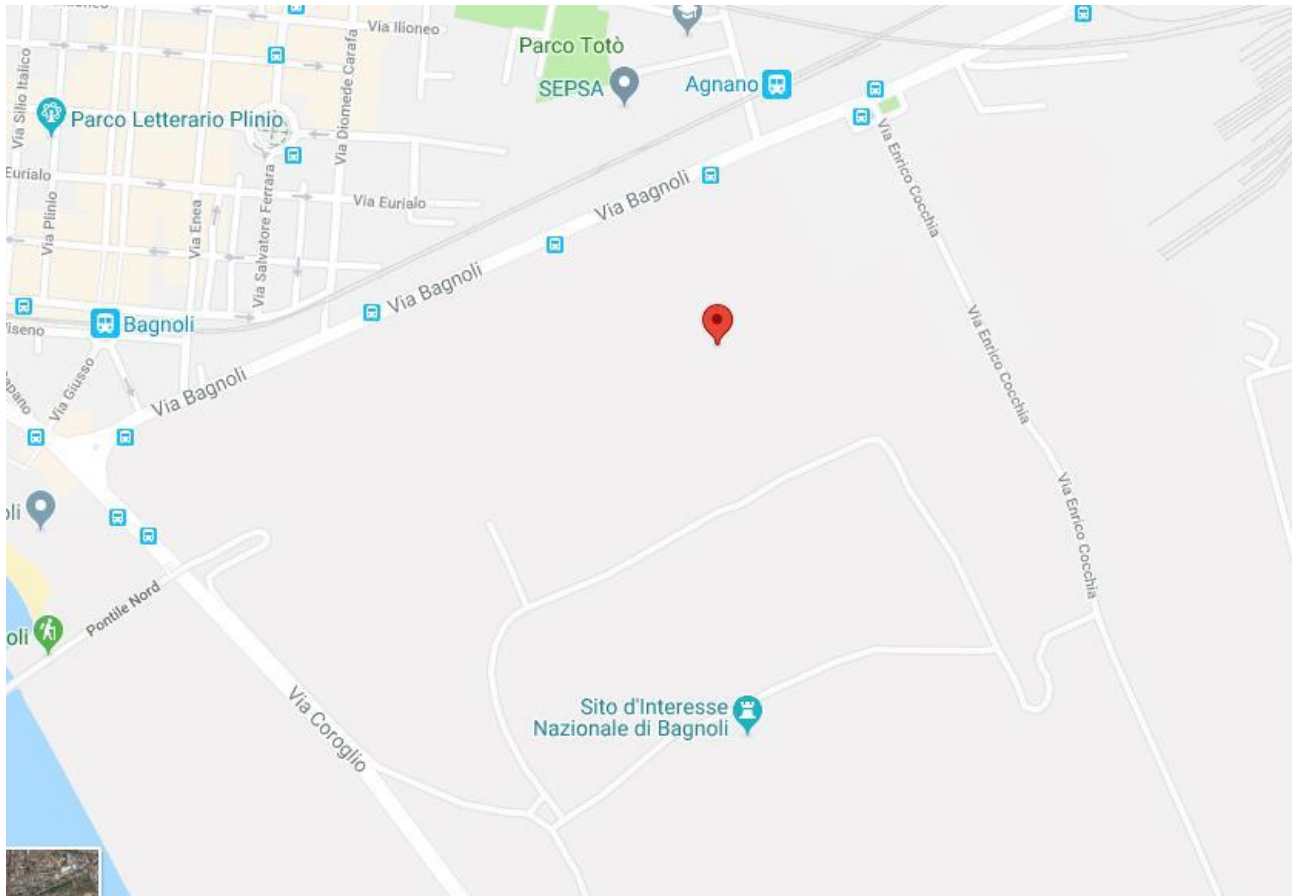 Via Ilioneo
Parco Totò
SEPSA
Agnano
Via Silio Italico
Parco Letterario Plinio
Via Diomede Carafa
Via Enrico Cocchia
Eurialo
Via Plinio
Via Enea
Via Salvatore Ferrara
Via Eurialo
Via Bagnoli
Via Bagnoli
Bagnoli
Via Giusso
Via Bagnoli
Via Enrico Cocchia
Via Enrico Cocchia
Pontile Nord
oli
Via Coroglio
Sito d'Interesse
Nazionale di Bagnoli